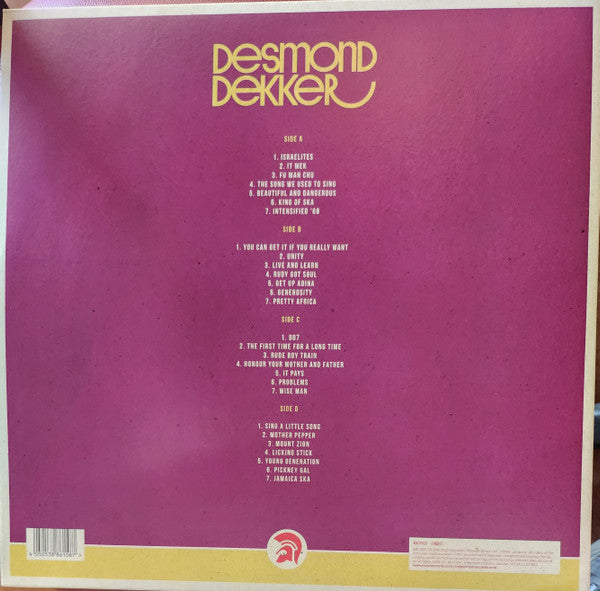 Desmond
Dekker
SIDE A
1. ISRAELITES
2. IT MEK
3. FU MAN CHU
4. THE SONG WE USED TO SING
5. BEAUTIFUL AND DANGEROUS
6. KING OF SKA
7. INTENSIFIED '68
SIDE B
1. YOU CAN GET IT IF YOU REALLY WANT
2. UNITY
3. LIVE AND LEARN
4. RUDY GOT SOUL
5. GET UP ADINA
6. GENEROSITY
7. PRETTY AFRICA
SIDE C
1. 007
2. THE FIRST TIME FOR A LONG TIME
3. RUDE BOY TRAIN
4. HONOUR YOUR MOTHER AND FATHER
5. IT PAYS
6. PROBLEMS
7. WISE MAN
SIDE D
1. SING A LITTLE SONG
2. MOTHER PEPPER
3. MOUNT ZION
4. LICKING STICK
5. YOUNG GENERATION
6. PICKNEY GAL
7. JAMAICA SKA